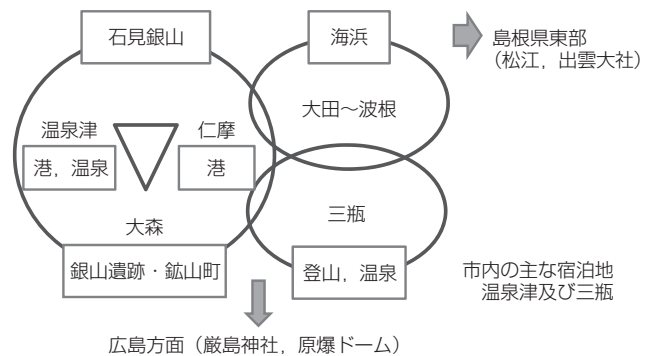 石見銀山
海浜
島根県東部
（松江，出雲大社）
大田～波根
温泉津
仁摩
港，温泉
港
大森
三瓶
銀山遺跡・鉱山町
登山，温泉
市内の主な宿泊地
温泉津及び三瓶
広島方面（厳島神社，原爆ドーム）